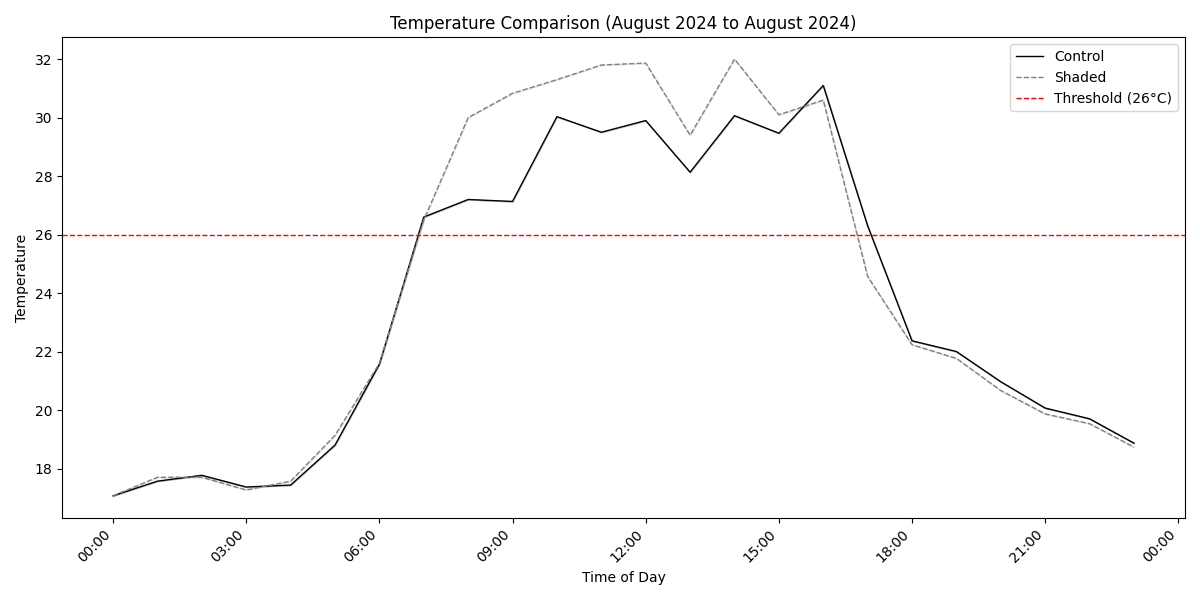 Temperature Comparison (August 2024 to August 2024)
Control
Shaded
Threshold (26°C)
Temperature
32
30
28
26
24
22
20
18
00:00
03:00
06:00
09:00
12:00
15:00
18:00
21:00
00:00
Time of Day